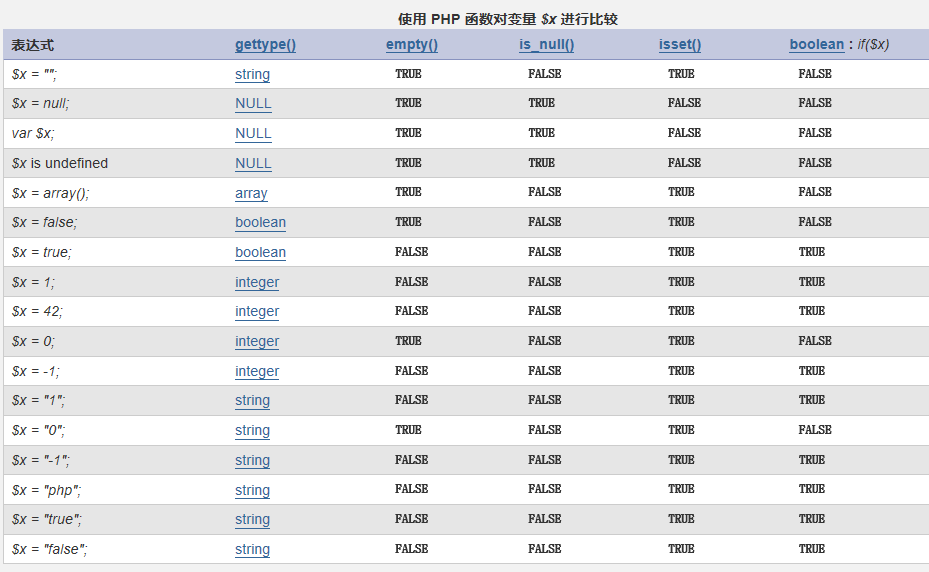 使用 PHP 函数对变量 $x 进行比较
表达式 gettype() empty() is_null() isset() boolean : if($x)
$x = ""; string TRUE FALSE TRUE FALSE
$x = null; NULL TRUE TRUE FALSE FALSE
var $x; NULL TRUE TRUE FALSE FALSE
$x is undefined NULL TRUE TRUE FALSE FALSE
$x = array(); array TRUE FALSE TRUE FALSE
$x = false; boolean TRUE FALSE TRUE FALSE
$x = true; boolean FALSE FALSE TRUE TRUE
$x = 1; integer FALSE FALSE TRUE TRUE
$x = 42; integer FALSE FALSE TRUE TRUE
$x = 0; integer TRUE FALSE TRUE FALSE
$x = -1; integer FALSE FALSE TRUE TRUE
$x = "1"; string FALSE FALSE TRUE TRUE
$x = "0"; string TRUE FALSE TRUE FALSE
$x = "-1"; string FALSE FALSE TRUE TRUE
$x = "php"; string FALSE FALSE TRUE TRUE
$x = "true"; string FALSE FALSE TRUE TRUE
$x = "false"; string FALSE FALSE TRUE TRUE